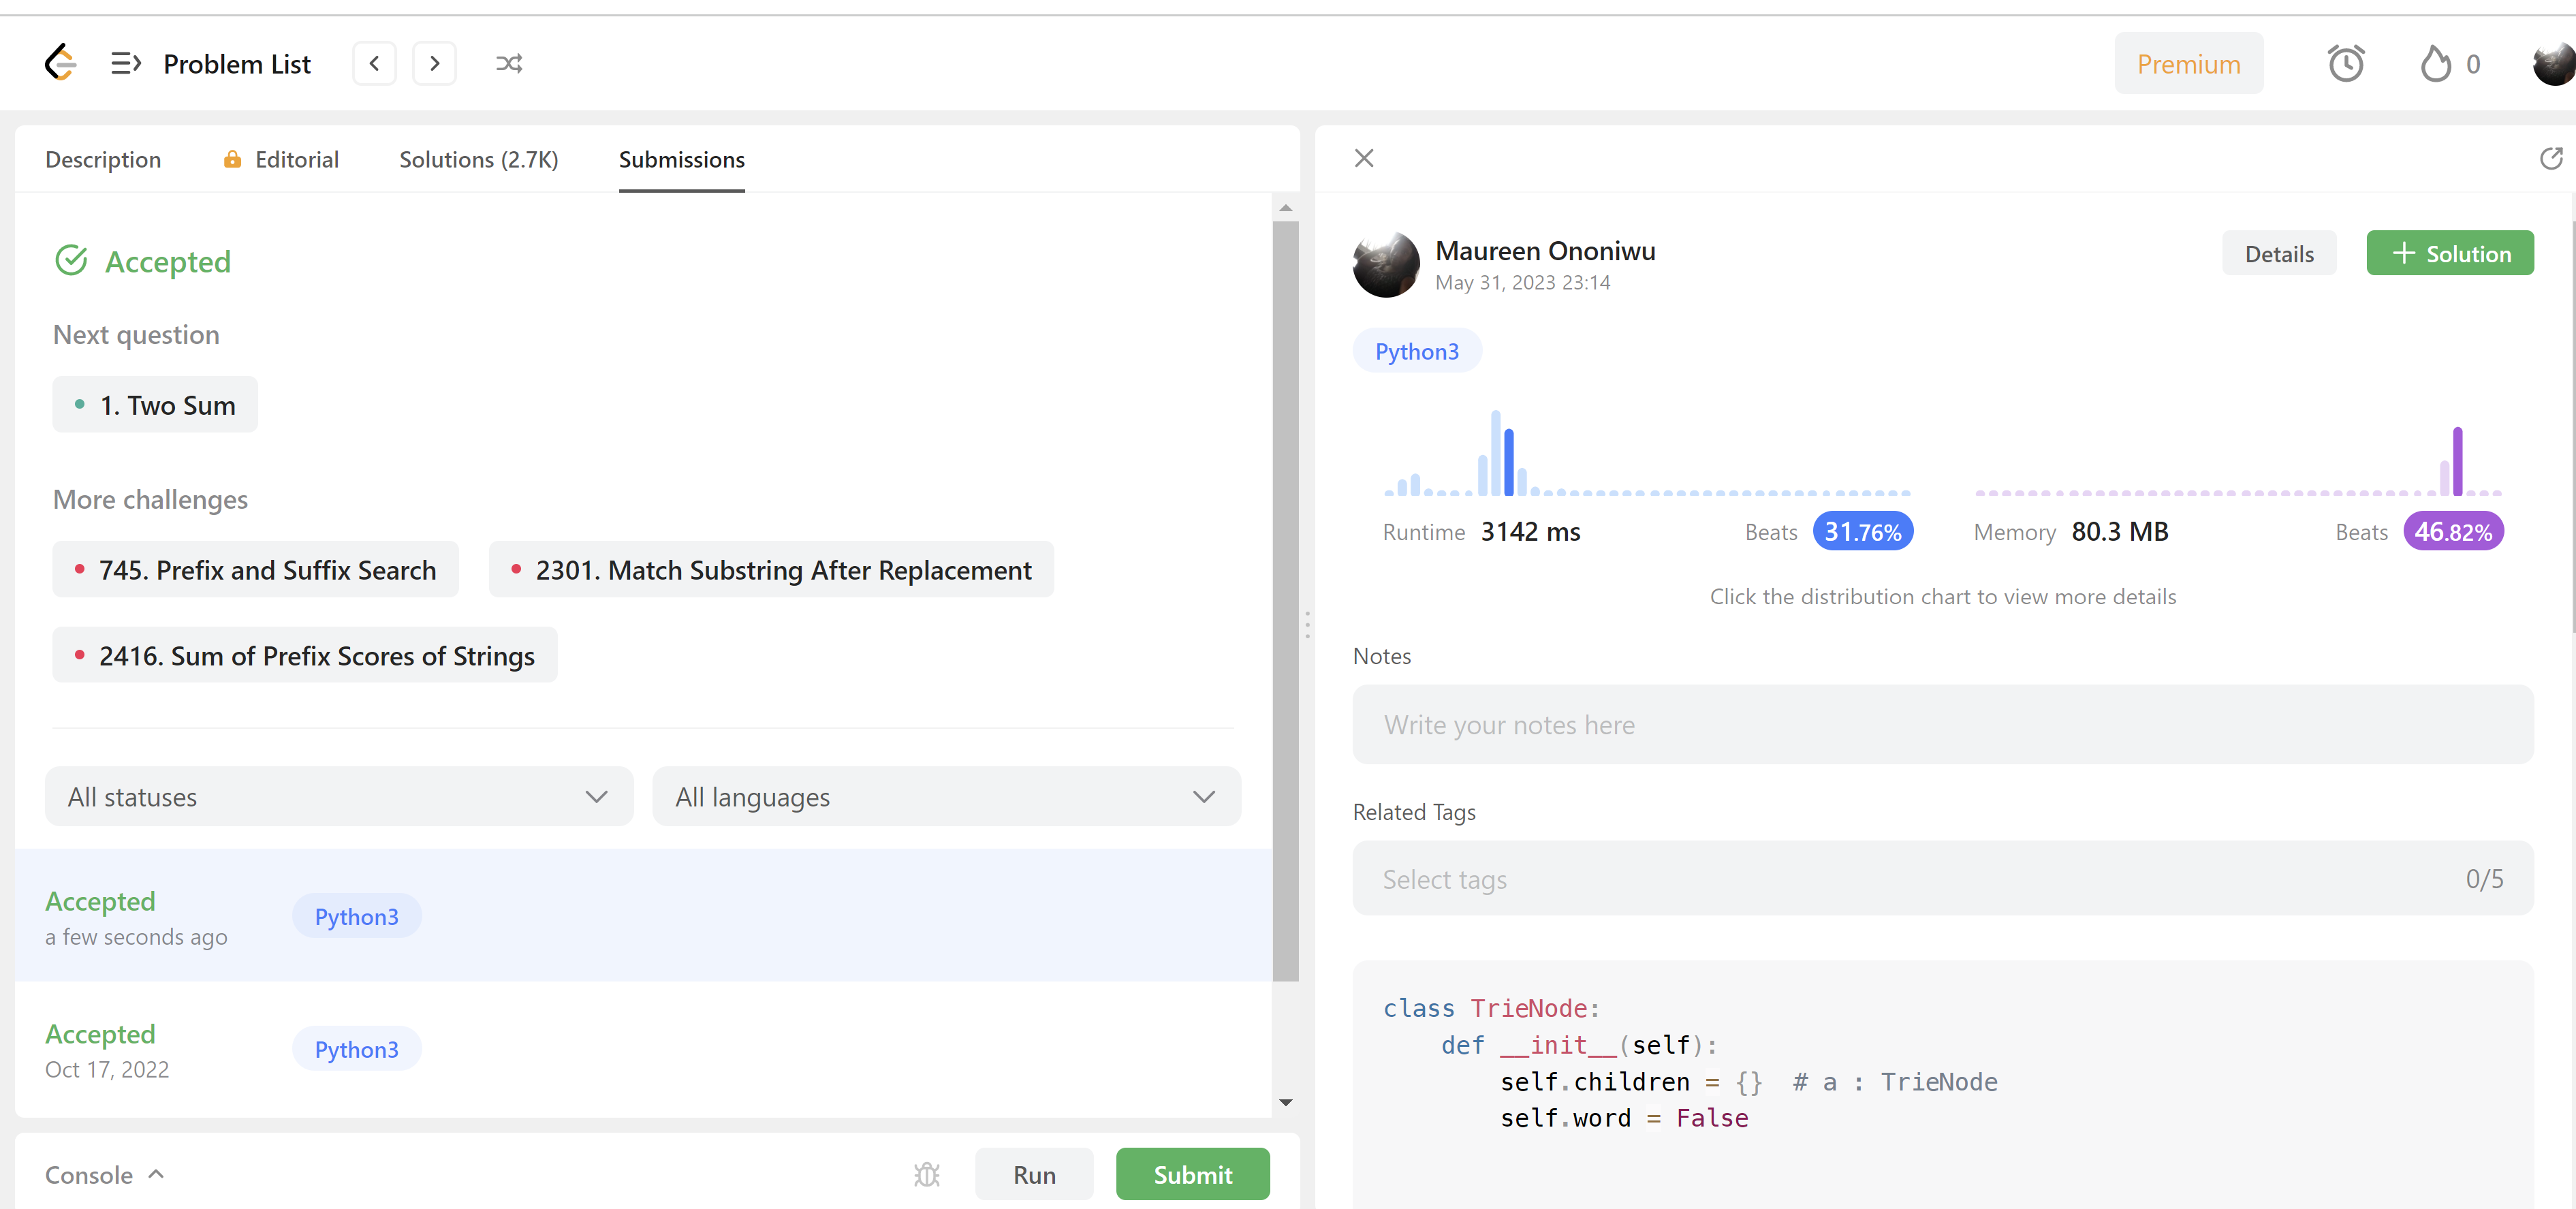 Problem List
Premium
0
Description
Editorial
Solutions (2.7K)
Submissions
Accepted
Next question
1. Two Sum
More challenges
745. Prefix and Suffix Search
2301. Match Substring After Replacement
2416. Sum of Prefix Scores of Strings
All statuses
All languages
Accepted
a few seconds ago
Python3
Accepted
Oct 17, 2022
Python3
Console
Run
Submit
Maureen Ononiwu
May 31, 2023 23:14
Details
Solution
Python3
Runtime 3142 ms
Beats 31.76%
Memory 80.3 MB
Beats 46.82%
Click the distribution chart to view more details
Notes
Write your notes here
Related Tags
Select tags
0/5
class TrieNode:
    def __init__(self):
        self.children = {}  # a : TrieNode
        self.word = False